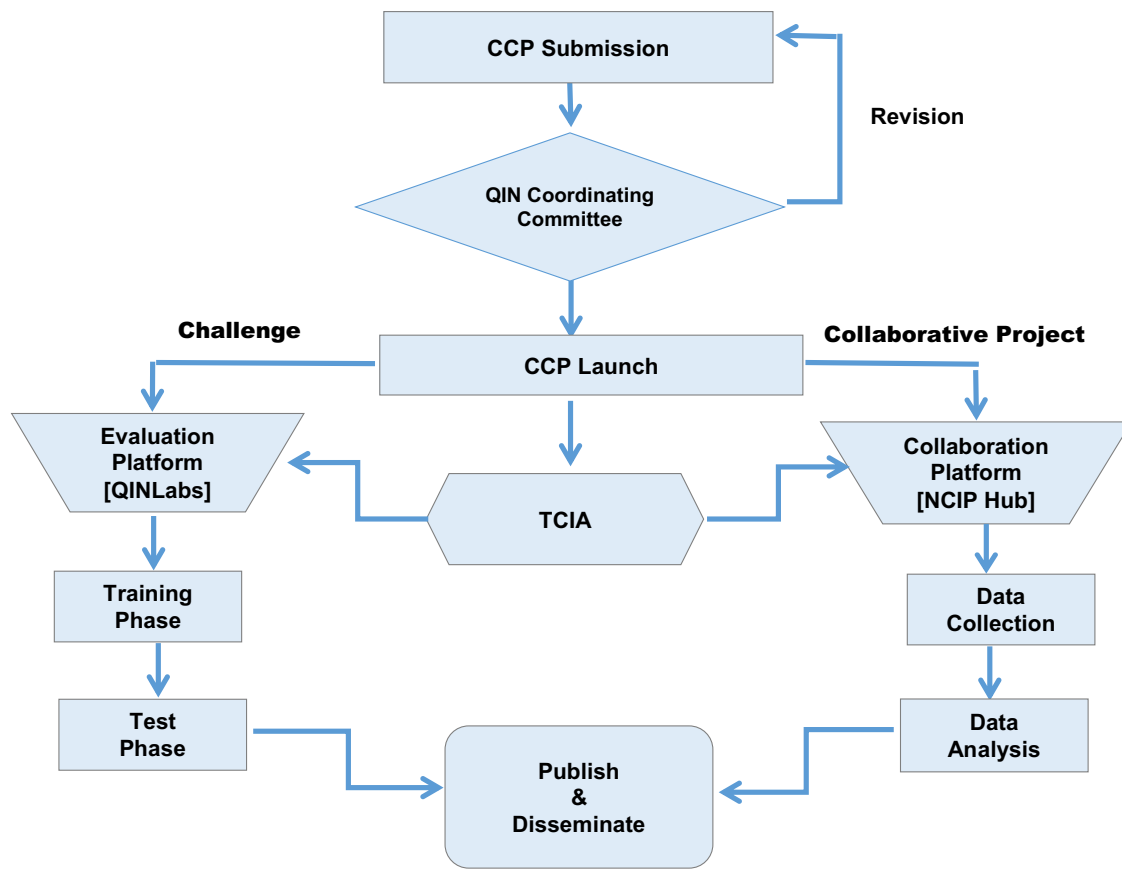 CCP Submission
Revision
QIN Coordinating
Committee
Challenge
Collaborative Project
CCP Launch
Evaluation
Platform
[QINLabs]
TCIA
Collaboration
Platform
[NCIP Hub]
Training
Phase
Data
Collection
Test
Phase
Data
Analysis
Publish
&
Disseminate